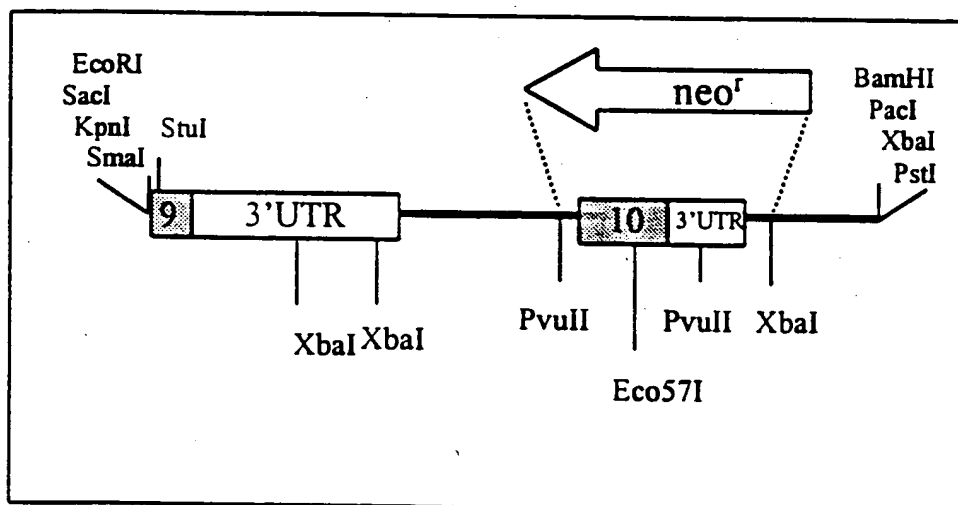 EcoRI
SacI
KpnI
SmaI
StuI
neoʳ
BamHI
PacI
XbaI
PstI
9
3'UTR
10
3'UTR
XbaI
XbaI
PvuII
Eco57I
PvuII
XbaI